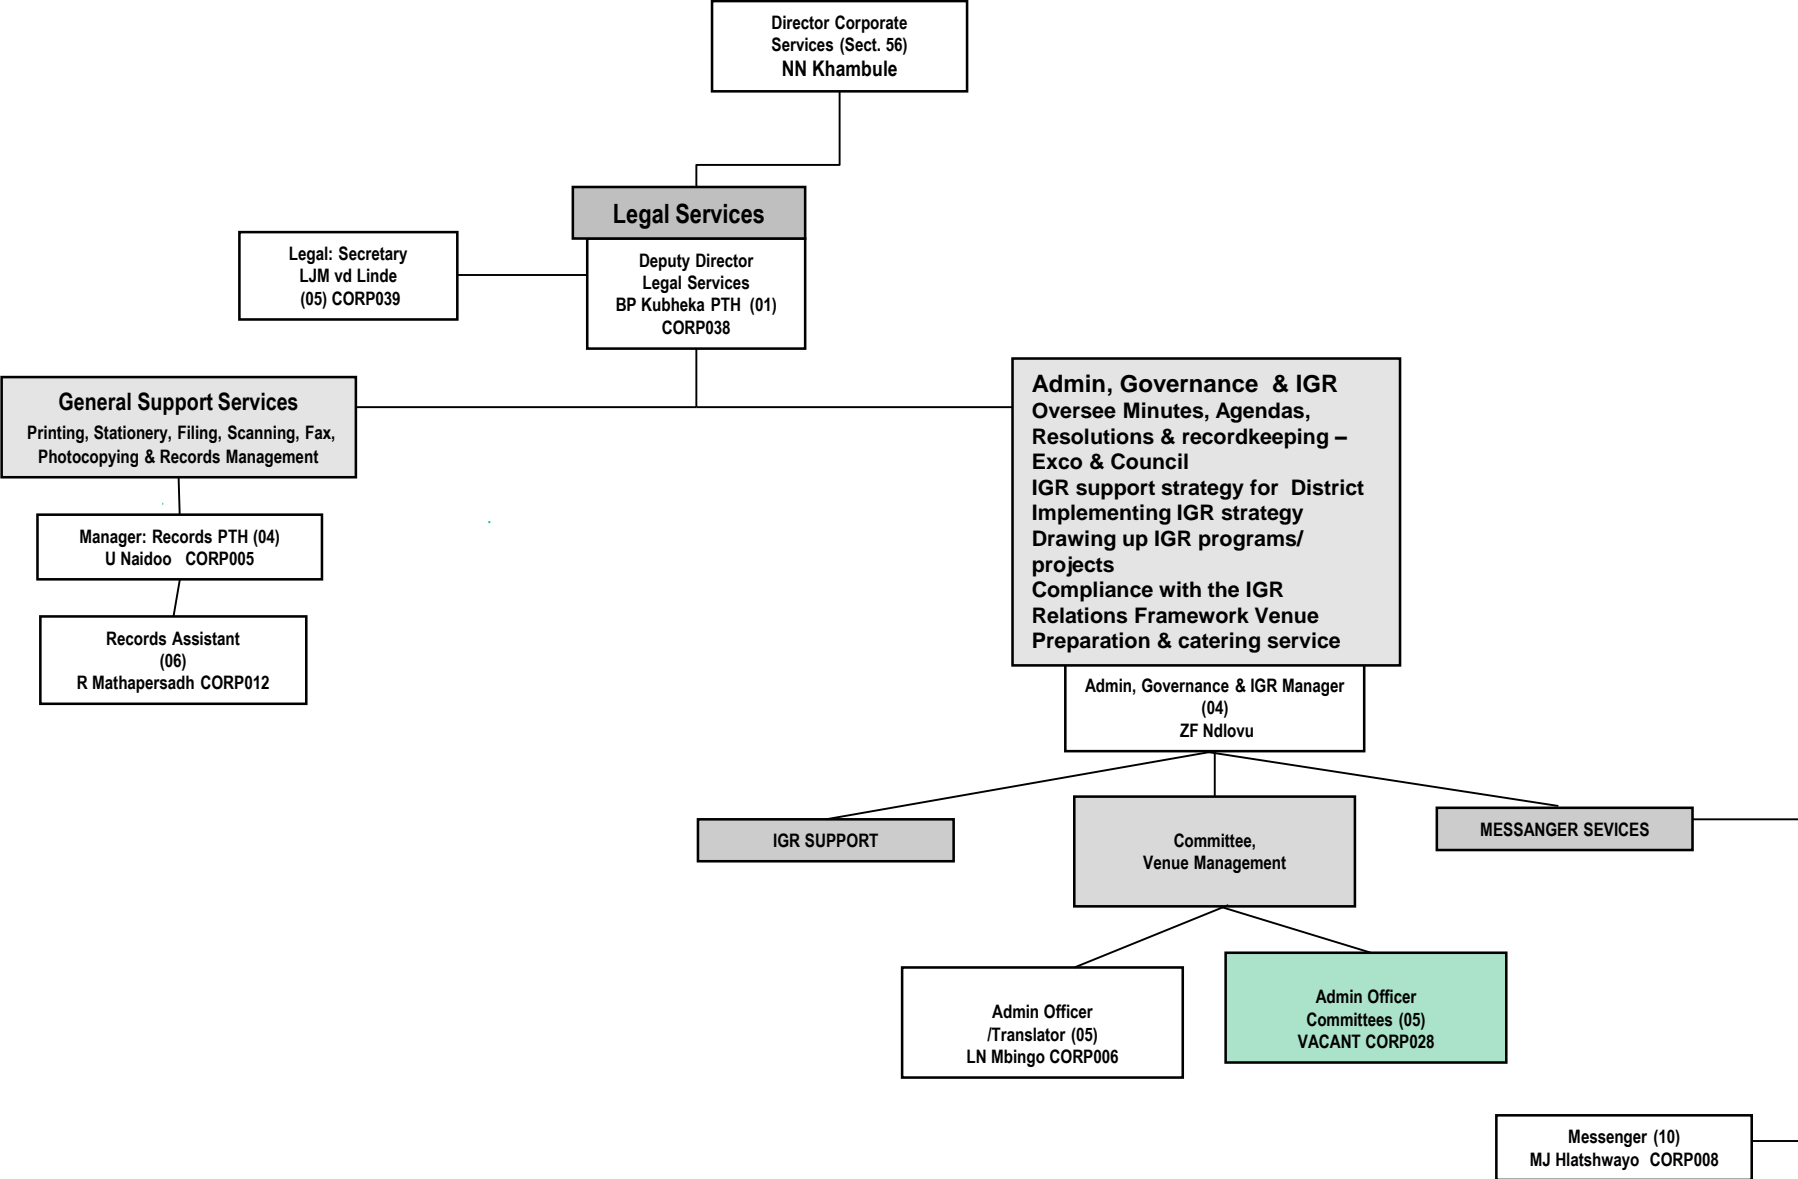 Director Corporate
Services (Sect. 56)
NN Khambule
Legal Services
Legal: Secretary
LJM vd Linde
(05) CORP039
Deputy Director
Legal Services
BP Kubheka PTH (01)
CORP038
General Support Services
Printing, Stationery, Filing, Scanning, Fax,
Photocopying & Records Management
Manager: Records PTH (04)
U Naidoo CORP005
Records Assistant
(06)
R Mathapersadh CORP012
Admin, Governance & IGR
Oversee Minutes, Agendas,
Resolutions & recordkeeping –
Exco & Council
IGR support strategy for District
Implementing IGR strategy
Drawing up IGR programs/
projects
Compliance with the IGR
Relations Framework Venue
Preparation & catering service
Admin, Governance & IGR Manager
(04)
ZF Ndlovu
IGR SUPPORT
Committee,
Venue Management
MESSANGER SEVICES
Admin Officer
/Translator (05)
LN Mbingo CORP006
Admin Officer
Committees (05)
VACANT CORP028
Messenger (10)
MJ Hlatshwayo CORP008